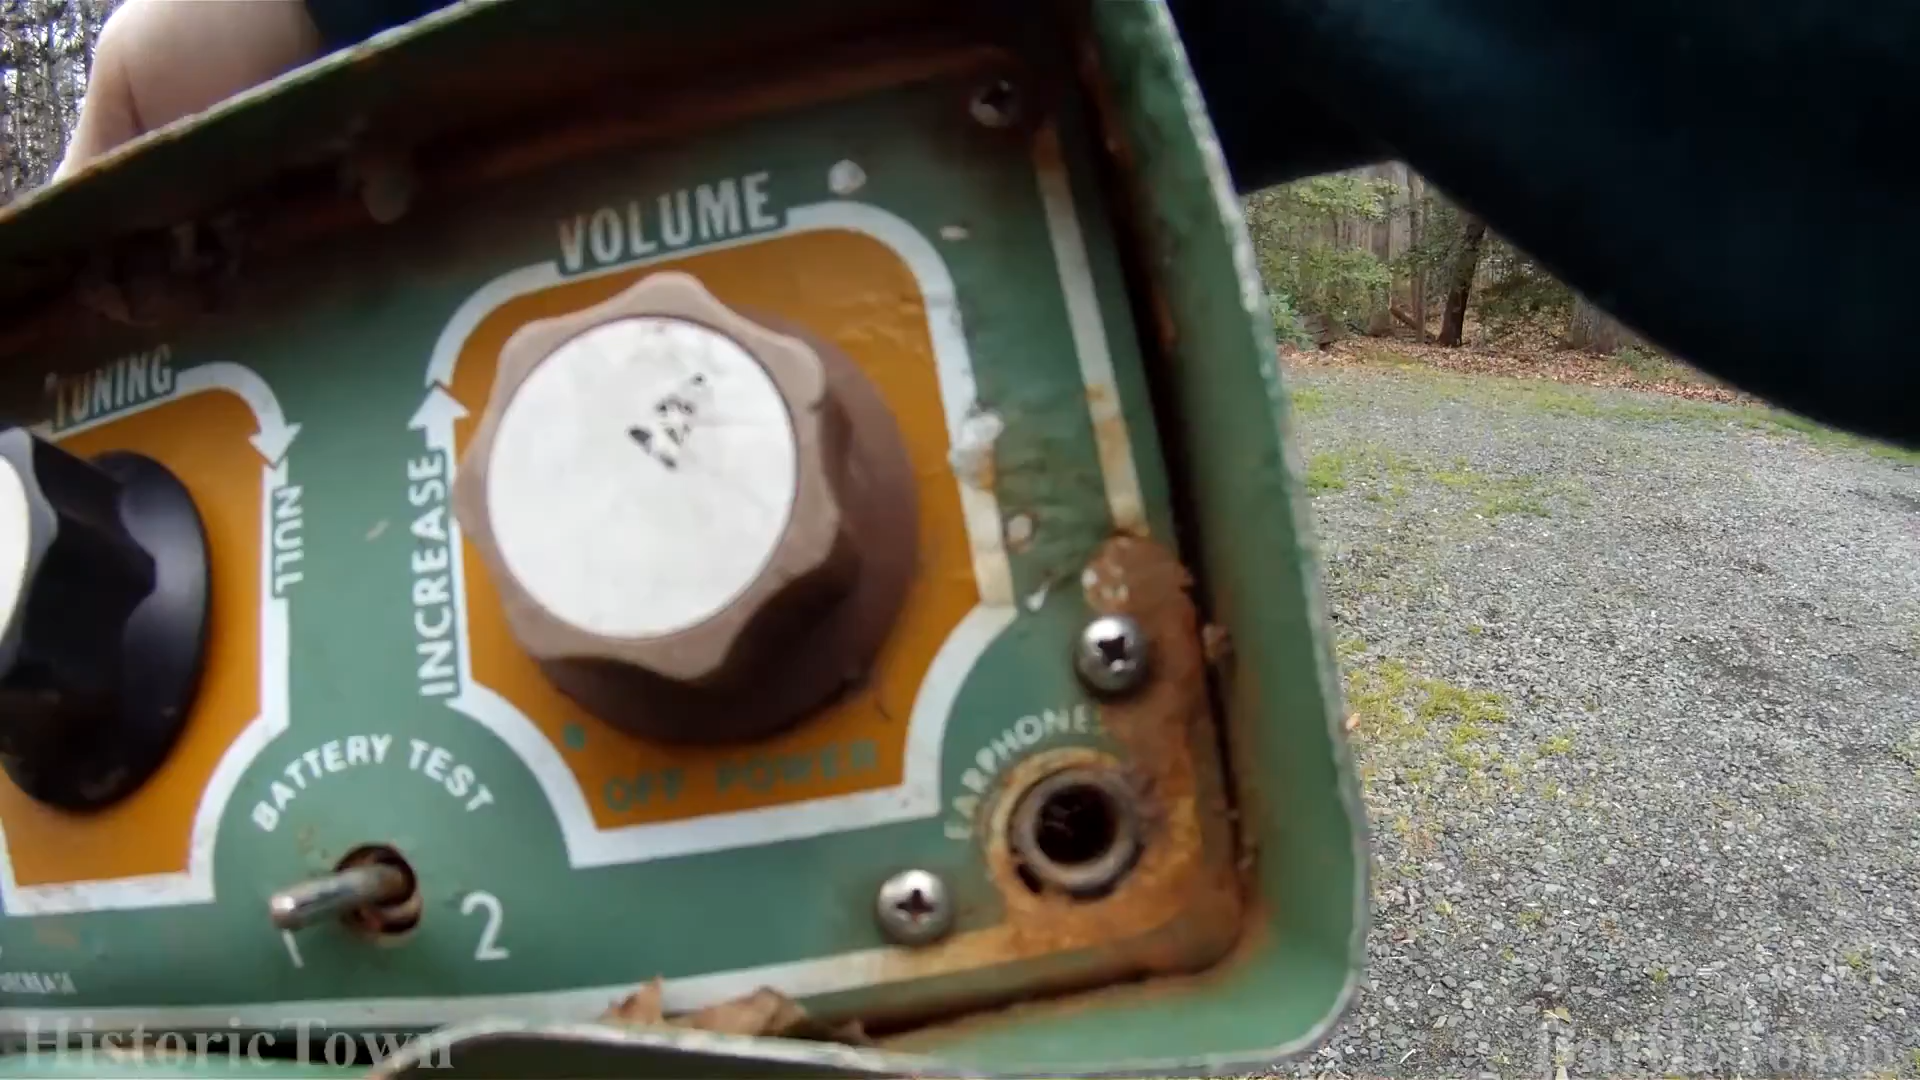 VOLUME
TUNING
NULL
INCREASE
OFF POWER
BATTERY TEST
1 2
EARPHONES
HistoricTown